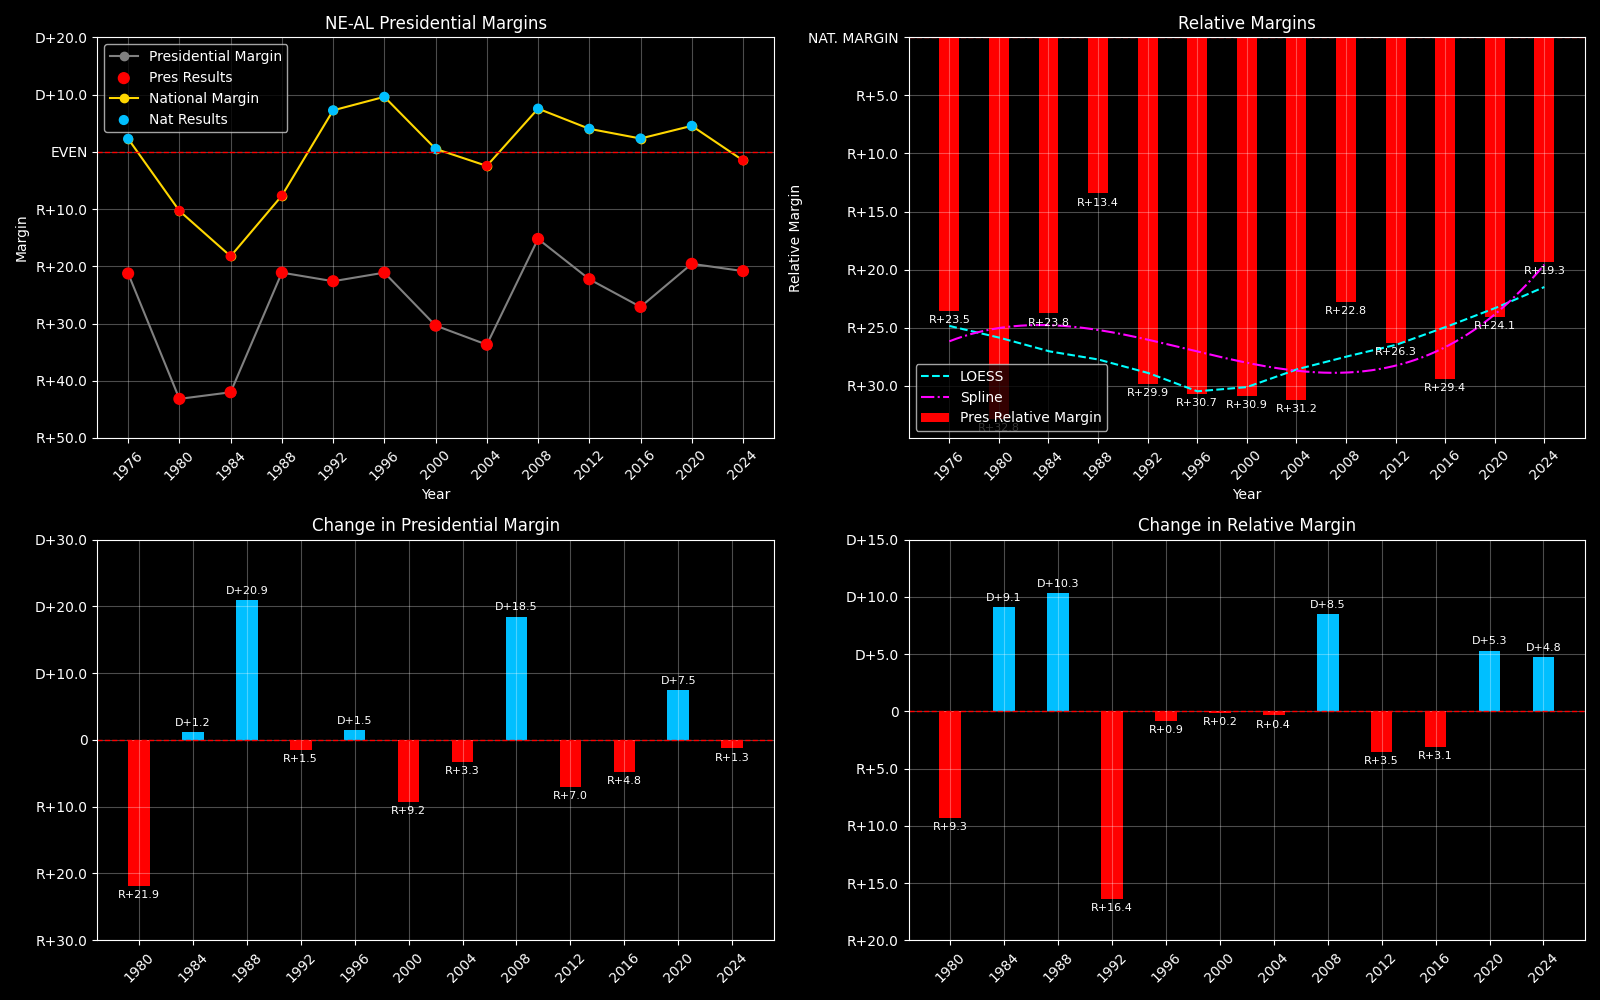 NE-AL Presidential Margins
D+20.0
D+10.0
EVEN
R+10.0
R+20.0
R+30.0
R+40.0
R+50.0
Margin
Presidential Margin
Pres Results
National Margin
Nat Results
1976 1980 1984 1988 1992 1996 2000 2004 2008 2012 2016 2020 2024
Year
Relative Margins
NAT. MARGIN
R+5.0
R+10.0
R+15.0
R+20.0
R+25.0
R+30.0
Relative Margin
R+23.5 R+32.8 R+23.8 R+13.4 R+29.9 R+30.7 R+30.9 R+31.2 R+22.8 R+26.3 R+29.4 R+24.1 R+19.3
LOESS
Spline
Pres Relative Margin
1976 1980 1984 1988 1992 1996 2000 2004 2008 2012 2016 2020 2024
Year
Change in Presidential Margin
D+30.0
D+20.0
D+10.0
0
R+10.0
R+20.0
R+30.0
R+21.9 D+1.2 D+20.9 R+1.5 D+1.5 R+9.2 R+3.3 D+18.5 R+7.0 R+4.8 D+7.5 R+1.3
1980 1984 1988 1992 1996 2000 2004 2008 2012 2016 2020 2024
Change in Relative Margin
D+15.0
D+10.0
D+5.0
0
R+5.0
R+10.0
R+15.0
R+20.0
R+9.3 D+9.1 D+10.3 R+16.4 R+0.9 R+0.2 R+0.4 D+8.5 R+3.5 R+3.1 D+5.3 D+4.8
1980 1984 1988 1992 1996 2000 2004 2008 2012 2016 2020 2024